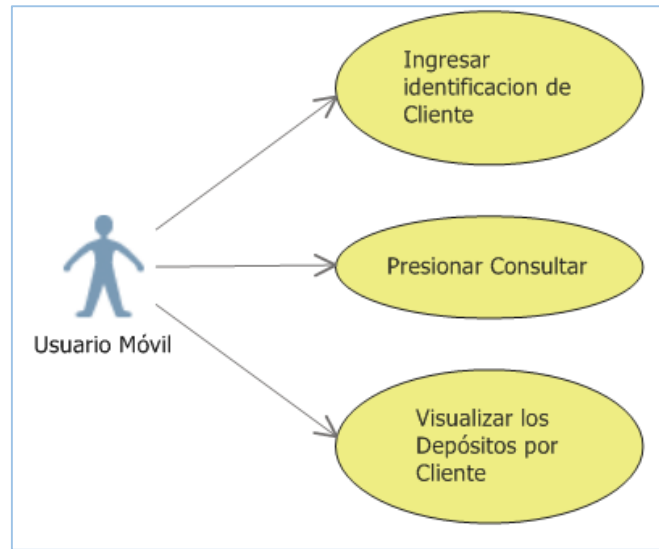 Ingresar
identificacion de
Cliente
Presionar Consultar
Usuario Móvil
Visualizar los
Depósitos por
Cliente